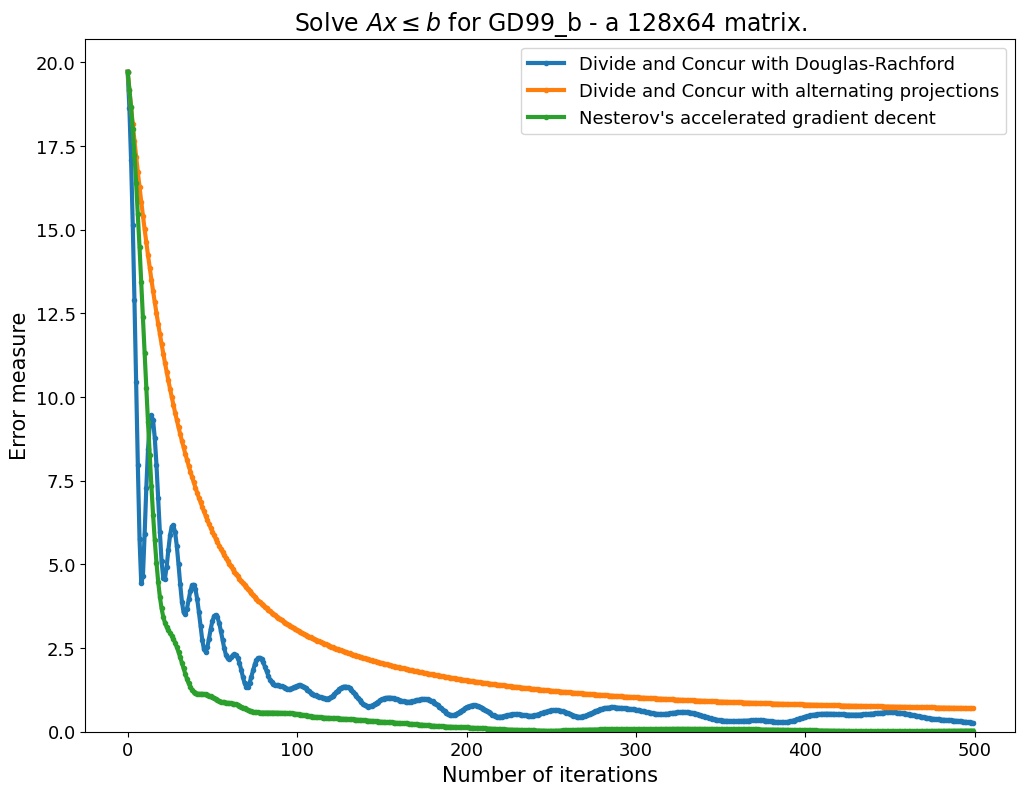 Solve Ax ≤ b for GD99_b - a 128x64 matrix.
Divide and Concur with Douglas-Rachford
Divide and Concur with alternating projections
Nesterov's accelerated gradient decent
Error measure
20.0
17.5
15.0
12.5
10.0
7.5
5.0
2.5
0.0
0 100 200 300 400 500
Number of iterations